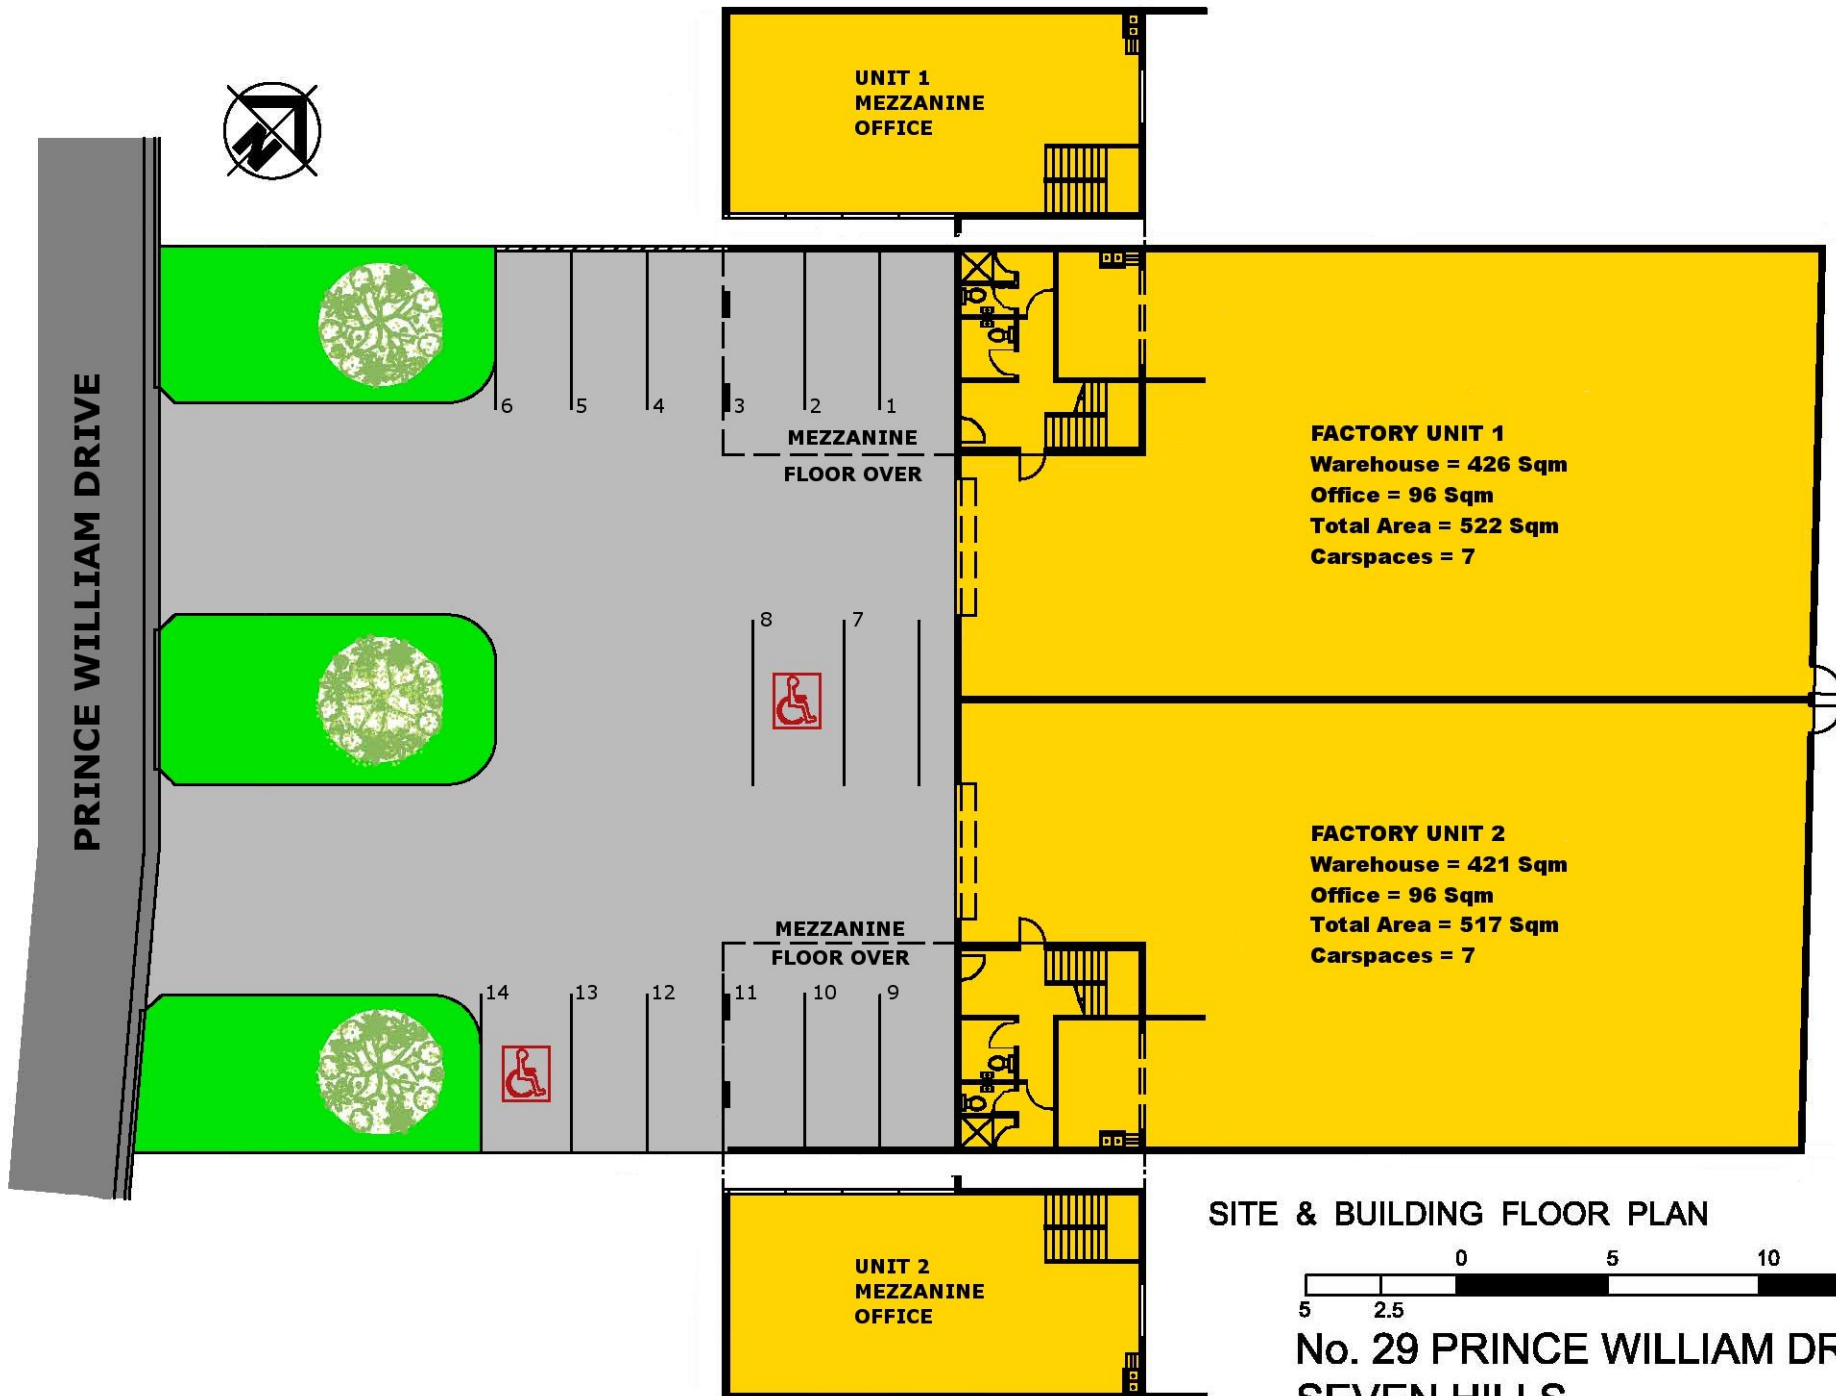 UNIT 1
MEZZANINE
OFFICE
N
PRINCE WILLIAM DRIVE
6 5 4 3 2 1
MEZZANINE
FLOOR OVER
FACTORY UNIT 1
Warehouse = 426 Sqm
Office = 96 Sqm
Total Area = 522 Sqm
Carspaces = 7
8 7
FACTORY UNIT 2
Warehouse = 421 Sqm
Office = 96 Sqm
Total Area = 517 Sqm
Carspaces = 7
MEZZANINE
FLOOR OVER
14 13 12 11 10 9
UNIT 2
MEZZANINE
OFFICE
SITE & BUILDING FLOOR PLAN
0 5 10
5 2.5
No. 29 PRINCE WILLIAM DR
SEVEN HILLS